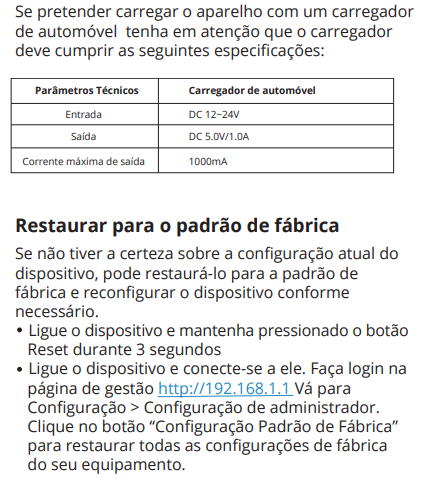 Se pretender carregar o aparelho com um carregador
de automóvel tenha em atenção que o carregador
deve cumprir as seguintes especificações:
Parâmetros Técnicos Carregador de automóvel
Entrada DC 12~24V
Saída DC 5.0V/1.0A
Corrente máxima de saída 1000mA
Restaurar para o padrão de fábrica
Se não tiver a certeza sobre a configuração atual do
dispositivo, pode restaurá-lo para a padrão de
fábrica e reconfigurar o dispositivo conforme
necessário.
• Ligue o dispositivo e mantenha pressionado o botão
Reset durante 3 segundos
• Ligue o dispositivo e conecte-se a ele. Faça login na
página de gestão http://192.168.1.1 Vá para
Configuração > Configuração de administrador.
Clique no botão “Configuração Padrão de Fábrica”
para restaurar todas as configurações de fábrica
do seu equipamento.